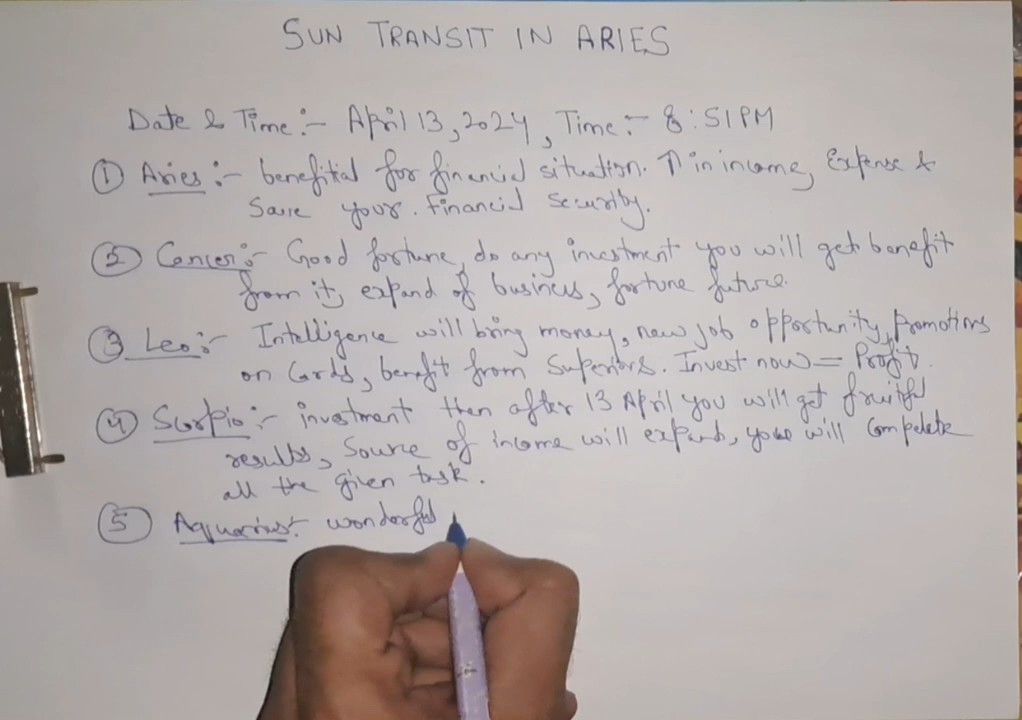 SUN TRANSIT IN ARIES
Date & Time:- April 13, 2024, Time:- 8:51PM
① Aries:- benefitial for financial situation. ↑ in income, Expense &
Save your. Financial Security.
② Cancer:- Good fortune, do any investment you will get benefit
from it, expand of business, fortune future.
③ Leo:- Intelligence will bring money, new job opportunity, promotions
on Cards, benefit from Superiors. Invest now = Profit.
④ Scorpio:- investment then after 13 April you will get fruitful
results, Source of income will expand, you will Compelete
all the given task.
⑤ Aquarius:- wonderful